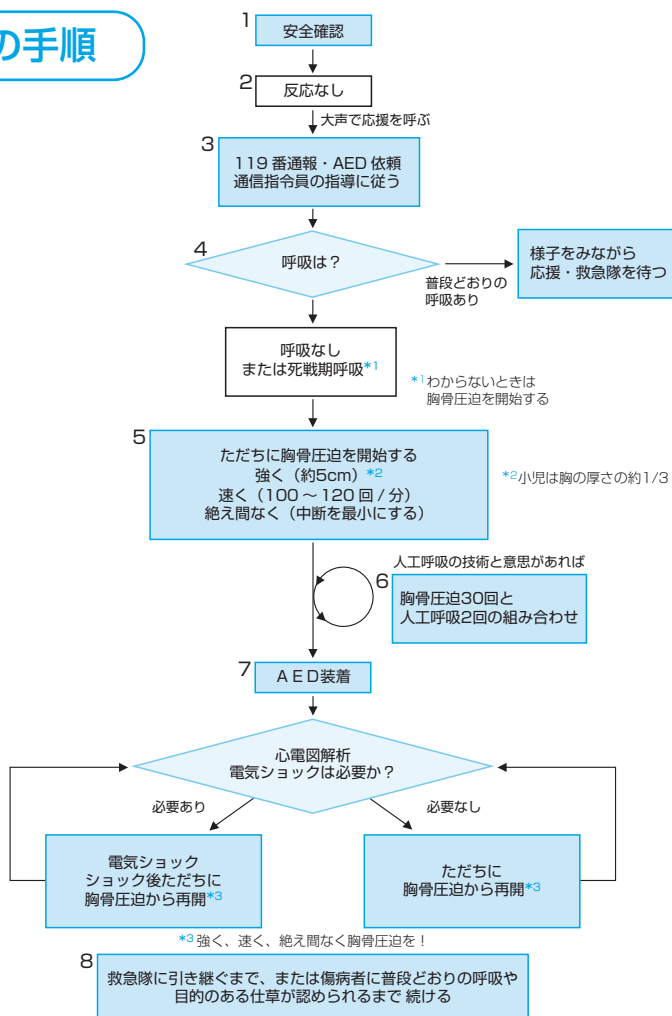 の手順
1
安全確認
2
反応なし
大声で応援を呼ぶ
3
119 番通報・AED 依頼
通信指令員の指導に従う
4
呼吸は？
普段どおりの
呼吸あり
様子をみながら
応援・救急隊を待つ
呼吸なし
または死戦期呼吸*1
*1わからないときは
胸骨圧迫を開始する
5
ただちに胸骨圧迫を開始する
強く（約5cm）*2
速く（100 ～ 120 回 / 分）
絶え間なく（中断を最小にする）
*2小児は胸の厚さの約1/3
人工呼吸の技術と意思があれば
6
胸骨圧迫30回と
人工呼吸2回の組み合わせ
7
ＡＥＤ装着
心電図解析
電気ショックは必要か？
必要あり
必要なし
電気ショック
ショック後ただちに
胸骨圧迫から再開*3
ただちに
胸骨圧迫から再開*3
*3 強く、速く、絶え間なく胸骨圧迫を！
8
救急隊に引き継ぐまで、または傷病者に普段どおりの呼吸や
目的のある仕草が認められるまで 続ける